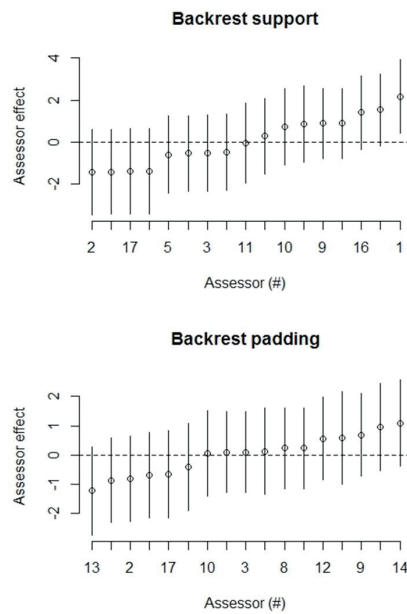 Backrest support
4
2
0
-2
Assessor effect
2 17 5 3 11 10 9 16 1
Assessor (#)
Backrest padding
2
1
0
-1
-2
Assessor effect
13 2 17 10 3 8 12 9 14
Assessor (#)